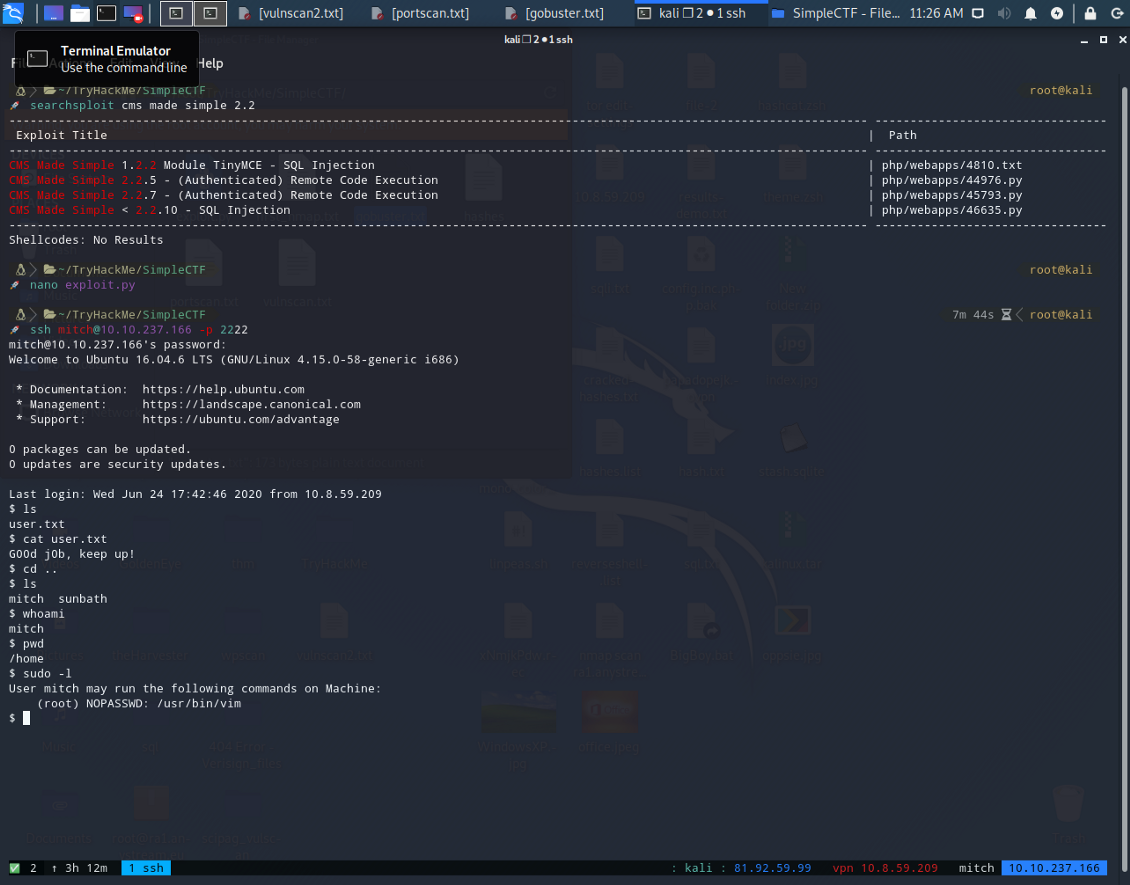 [vulnscan2.txt] [portscan.txt] [gobuster.txt] kali ❐ 2 ● 1 ssh SimpleCTF - File... 11:26 AM
Terminal Emulator
Use the command line
kali ❐ 2 ● 1 ssh
Help
~/TryHackMe/SimpleCTF root@kali
searchsploit cms made simple 2.2
Exploit Title | Path
CMS Made Simple 1.2.2 Module TinyMCE - SQL Injection | php/webapps/4810.txt
CMS Made Simple 2.2.5 - (Authenticated) Remote Code Execution | php/webapps/44976.py
CMS Made Simple 2.2.7 - (Authenticated) Remote Code Execution | php/webapps/45793.py
CMS Made Simple < 2.2.10 - SQL Injection | php/webapps/46635.py
Shellcodes: No Results
~/TryHackMe/SimpleCTF root@kali
nano exploit.py
~/TryHackMe/SimpleCTF 7m 44s root@kali
ssh mitch@10.10.237.166 -p 2222
mitch@10.10.237.166's password:
Welcome to Ubuntu 16.04.6 LTS (GNU/Linux 4.15.0-58-generic i686)
* Documentation: https://help.ubuntu.com
* Management: https://landscape.canonical.com
* Support: https://ubuntu.com/advantage
0 packages can be updated.
0 updates are security updates.
Last login: Wed Jun 24 17:42:46 2020 from 10.8.59.209
$ ls
user.txt
$ cat user.txt
G00d j0b, keep up!
$ cd ..
$ ls
mitch sunbath
$ whoami
mitch
$ pwd
/home
$ sudo -l
User mitch may run the following commands on Machine:
(root) NOPASSWD: /usr/bin/vim
$
2 ↑ 3h 12m 1 ssh : kali : 81.92.59.99 vpn 10.8.59.209 mitch 10.10.237.166